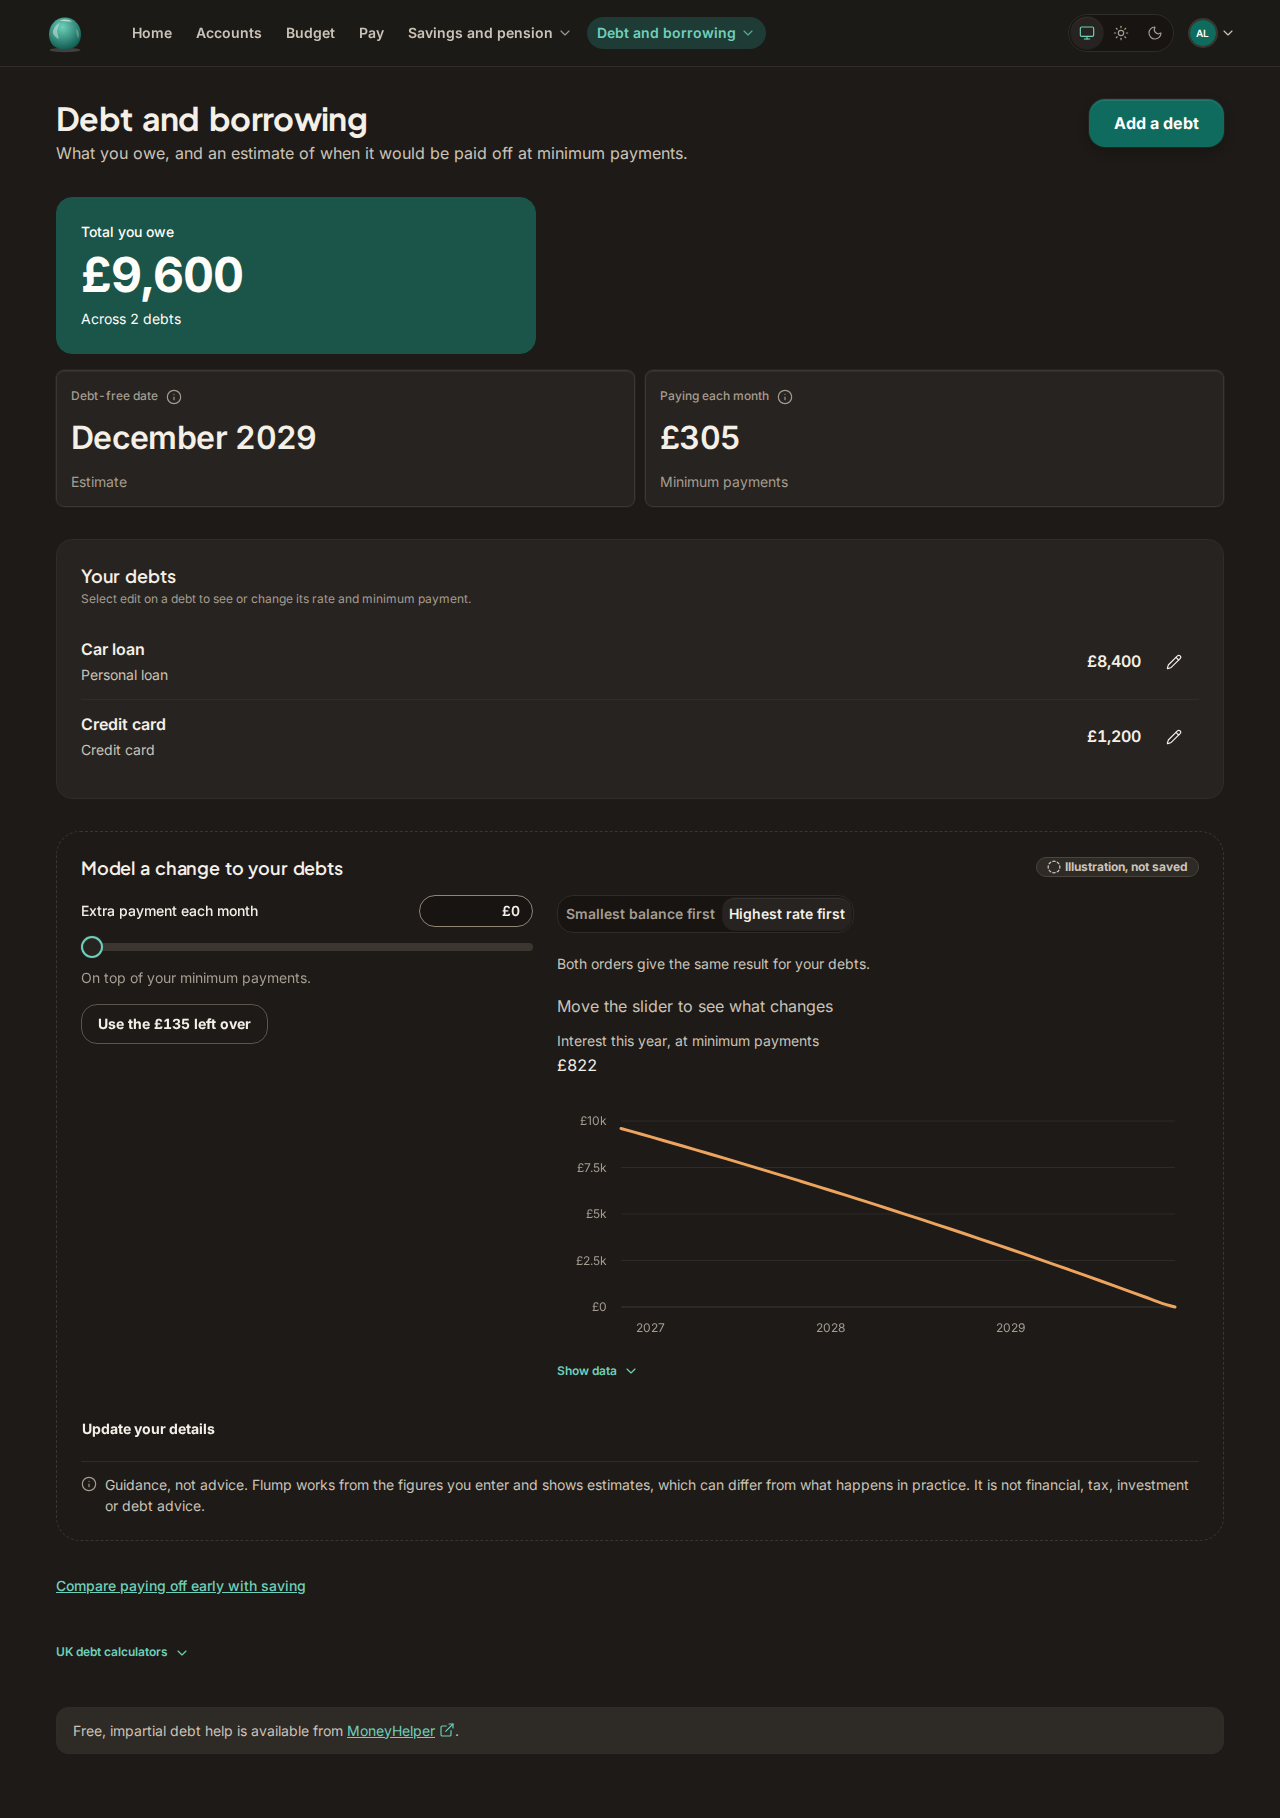 Home
Accounts
Budget
Pay
Savings and pension
Debt and borrowing
AL
Debt and borrowing
Add a debt
What you owe, and an estimate of when it would be paid off at minimum payments.
Total you owe
£9,600
Across 2 debts
Debt-free date
December 2029
Estimate
Paying each month
£305
Minimum payments
Your debts
Select edit on a debt to see or change its rate and minimum payment.
Car loan
Personal loan
£8,400
Credit card
Credit card
£1,200
Model a change to your debts
Illustration, not saved
Extra payment each month
£0
On top of your minimum payments.
Use the £135 left over
Smallest balance first
Highest rate first
Both orders give the same result for your debts.
Move the slider to see what changes
Interest this year, at minimum payments
£822
£10k
£7.5k
£5k
£2.5k
£0
2027
2028
2029
Show data
Update your details
Guidance, not advice. Flump works from the figures you enter and shows estimates, which can differ from what happens in practice. It is not financial, tax, investment
or debt advice.
Compare paying off early with saving
UK debt calculators
Free, impartial debt help is available from MoneyHelper.